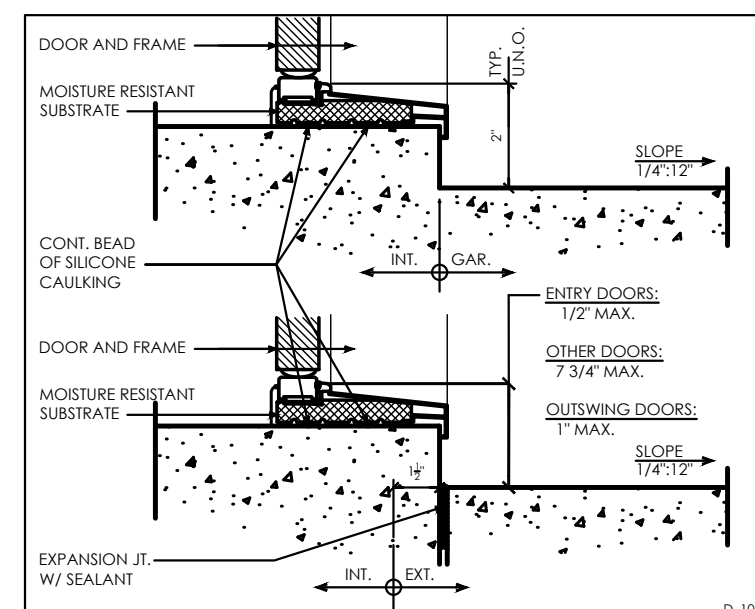 DOOR AND FRAME
MOISTURE RESISTANT
SUBSTRATE
TYP.
U.N.O.
2"
SLOPE
1/4":12"
CONT. BEAD
OF SILICONE
CAULKING
INT.
GAR.
ENTRY DOORS:
1/2" MAX.
DOOR AND FRAME
OTHER DOORS:
7 3/4" MAX.
MOISTURE RESISTANT
SUBSTRATE
OUTSWING DOORS:
1" MAX.
SLOPE
1/4":12"
1 1/2"
EXPANSION JT.
W/ SEALANT
INT.
EXT.